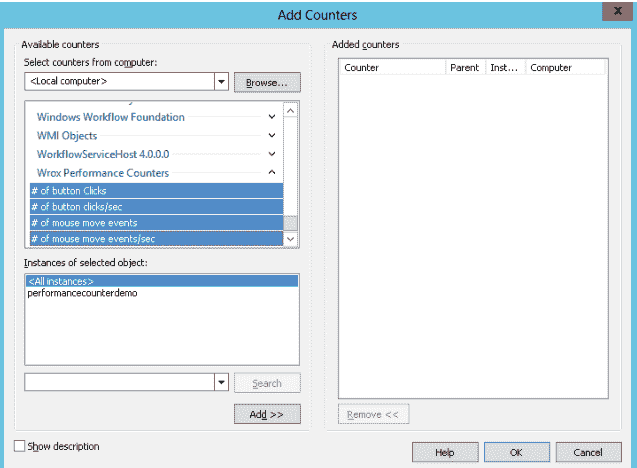 Add Counters
x
Available counters
Select counters from computer:
<Local computer>
Browse...
Windows Workflow Foundation
WMI Objects
WorkflowServiceHost 4.0.0.0
Wrox Performance Counters
# of button Clicks
# of button clicks/sec
# of mouse move events
# of mouse move events/sec
Instances of selected object:
<All instances>
performancecounterdemo
Search
Add >>
Show description
Added counters
Counter Parent Inst... Computer
Remove <<
Help OK Cancel